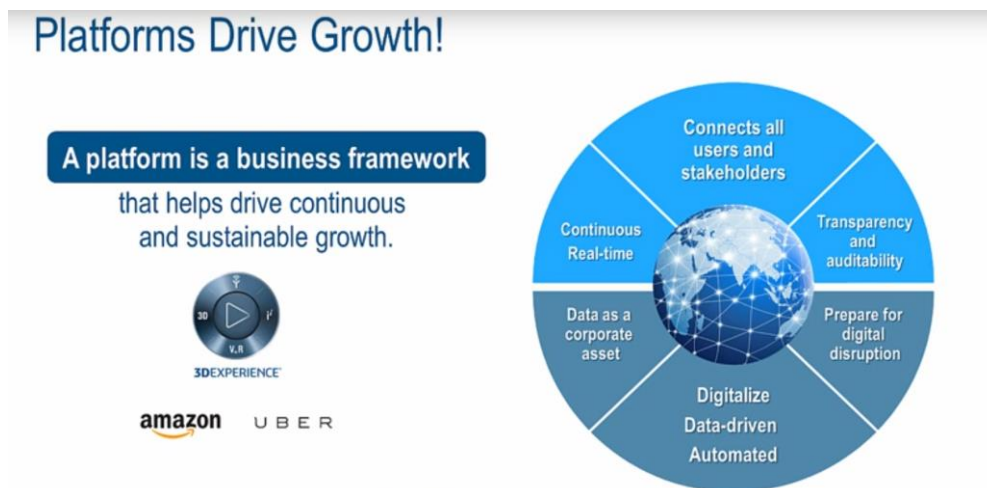 Platforms Drive Growth!
A platform is a business framework
that helps drive continuous
and sustainable growth.
3D
V,R
3DEXPERIENCE
amazon
UBER
Connects all
users and
stakeholders
Continuous
Real-time
Transparency
and
auditability
Data as a
corporate
asset
Prepare for
digital
disruption
Digitalize
Data-driven
Automated